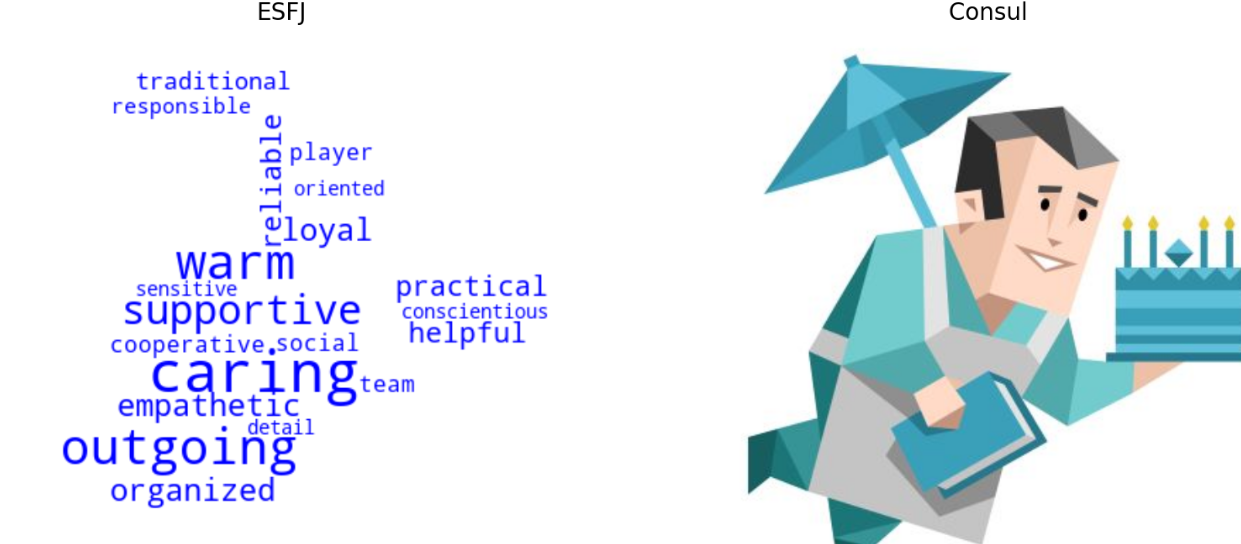 ESFJ
Consul
traditional
responsible
reliable
player
oriented
loyal
warm
practical
sensitive
supportive
conscientious
helpful
cooperative social
caring
team
empathetic
detail
outgoing
organized